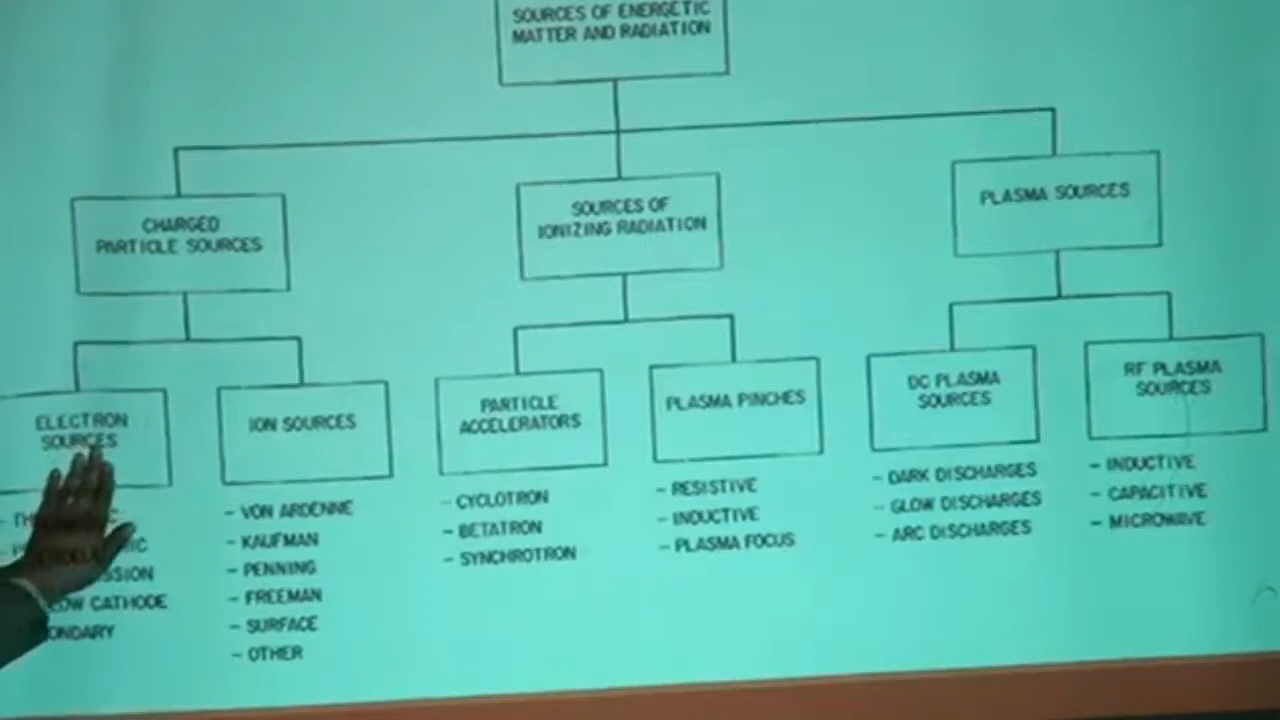 SOURCES OF ENERGETIC
MATTER AND RADIATION
CHARGED
PARTICLE SOURCES
SOURCES OF
IONIZING RADIATION
PLASMA SOURCES
ELECTRON
SOURCES
ION SOURCES
PARTICLE
ACCELERATORS
PLASMA PINCHES
DC PLASMA
SOURCES
RF PLASMA
SOURCES
CATHODE
- VON ARDENNE
- KAUFMAN
- PENNING
- FREEMAN
- SURFACE
- OTHER
- CYCLOTRON
- BETATRON
- SYNCHROTRON
- RESISTIVE
- INDUCTIVE
- PLASMA FOCUS
- DARK DISCHARGES
- GLOW DISCHARGES
- ARC DISCHARGES
- INDUCTIVE
- CAPACITIVE
- MICROWAVE